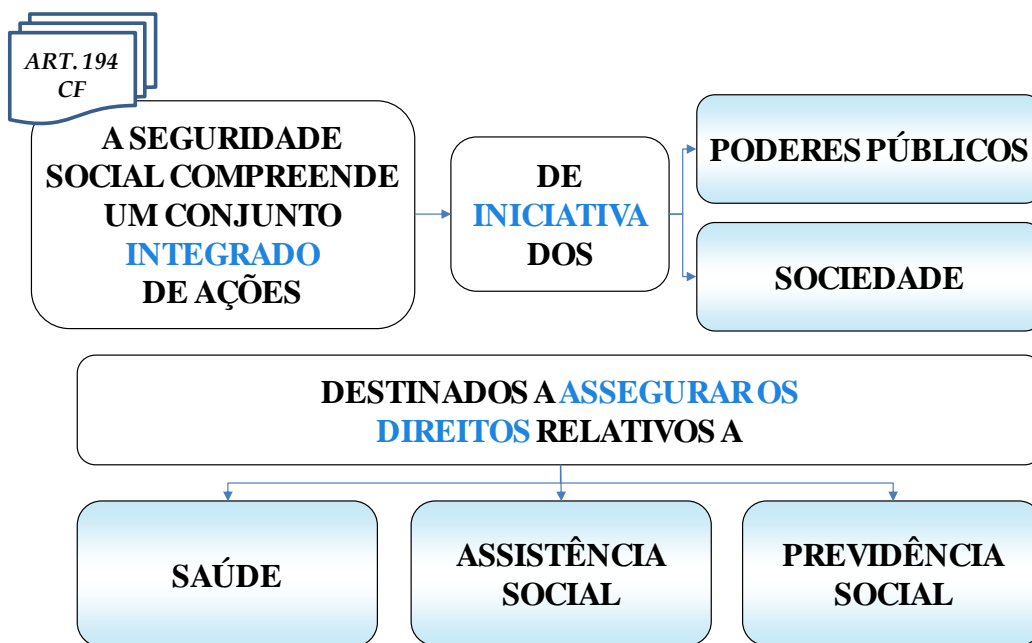 ART. 194
CF
A SEGURIDADE
SOCIAL COMPREENDE
UM CONJUNTO
INTEGRADO
DE AÇÕES
DE
INICIATIVA
DOS
PODERES PÚBLICOS
SOCIEDADE
DESTINADOS A ASSEGURAR OS
DIREITOS RELATIVOS A
SAÚDE
ASSISTÊNCIA
SOCIAL
PREVIDÊNCIA
SOCIAL